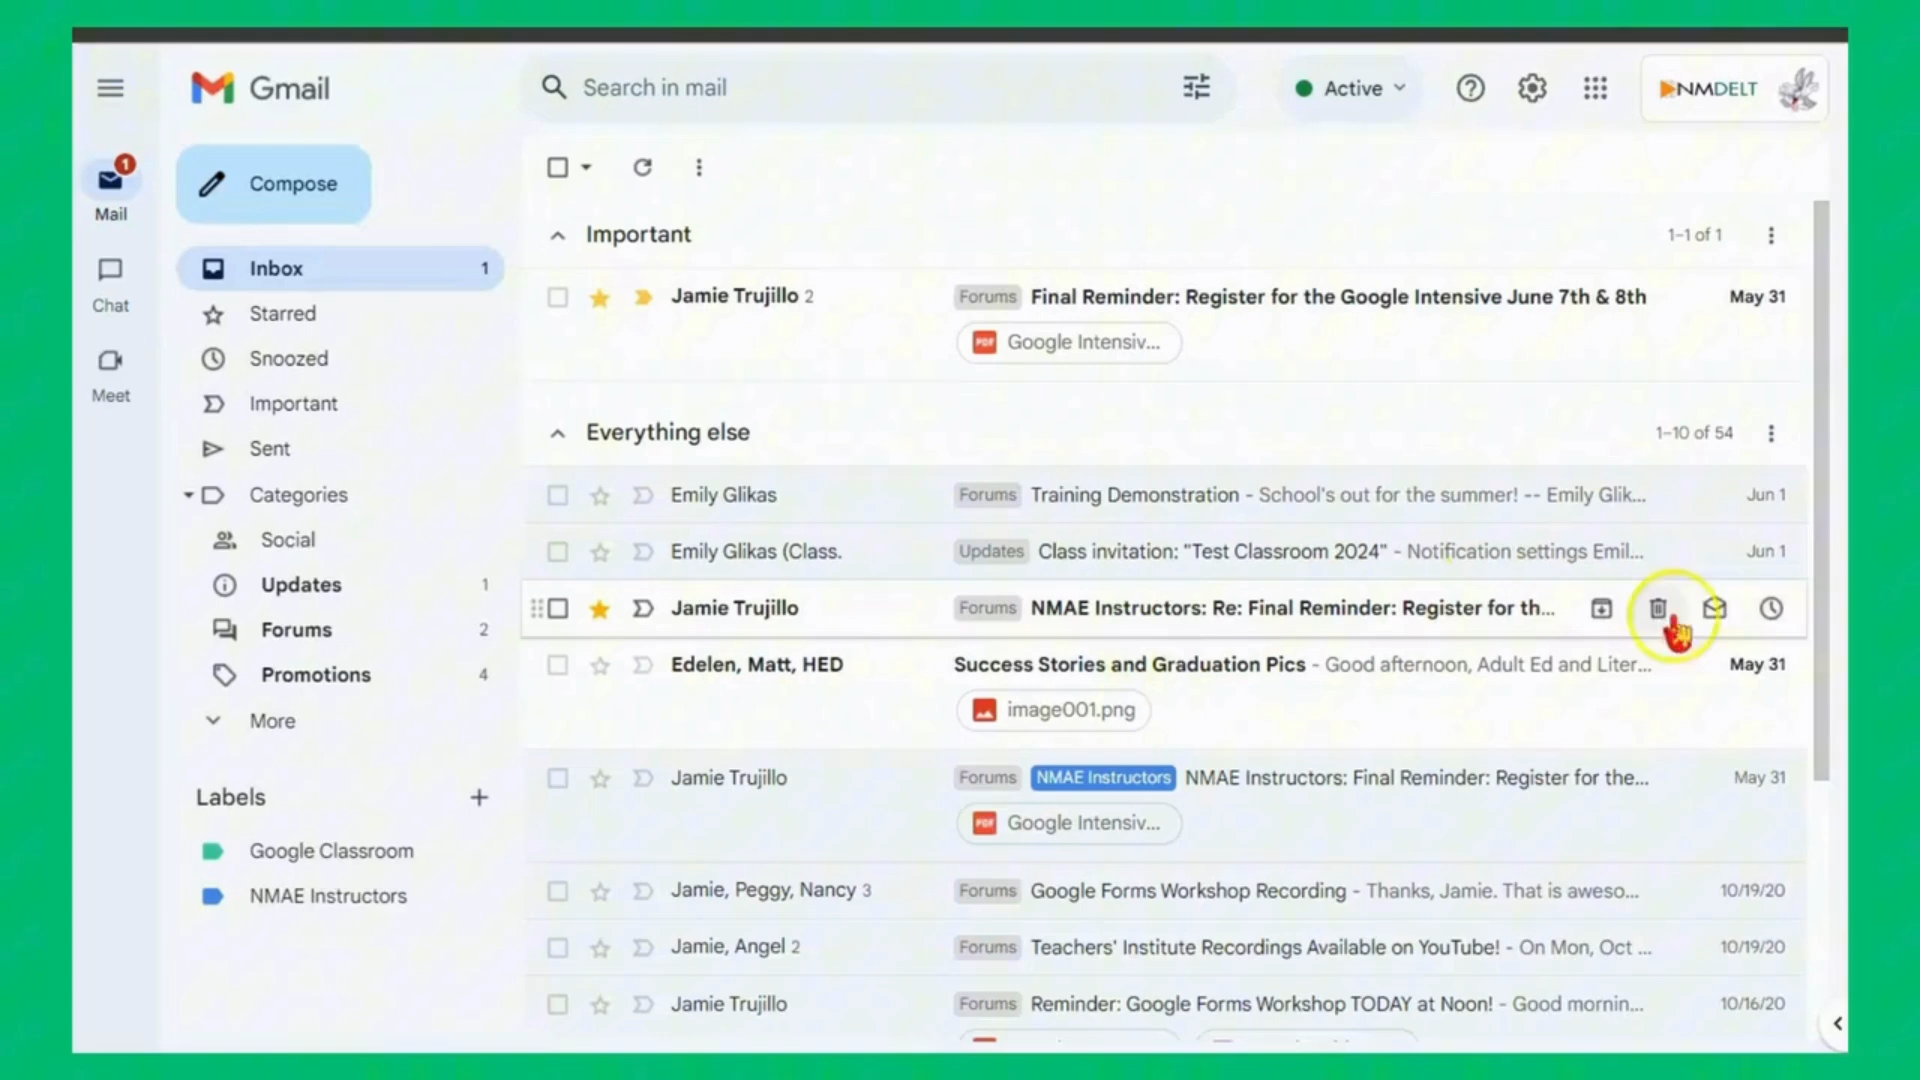 Gmail
Search in mail
Active
NMDELT
1
Mail
Compose
Chat
Meet
Inbox 1
Starred
Snoozed
Important
Sent
Categories
Social
Updates 1
Forums 2
Promotions 4
More
Labels
Google Classroom
NMAE Instructors
Important 1–1 of 1
Jamie Trujillo 2 Forums Final Reminder: Register for the Google Intensive June 7th & 8th May 31
PDF Google Intensiv...
Everything else 1–10 of 54
Emily Glikas Forums Training Demonstration - School's out for the summer! -- Emily Glik... Jun 1
Emily Glikas (Class. Updates Class invitation: "Test Classroom 2024" - Notification settings Emil... Jun 1
Jamie Trujillo Forums NMAE Instructors: Re: Final Reminder: Register for th...
Edelen, Matt, HED Success Stories and Graduation Pics - Good afternoon, Adult Ed and Liter... May 31
image001.png
Jamie Trujillo Forums NMAE Instructors NMAE Instructors: Final Reminder: Register for the... May 31
PDF Google Intensiv...
Jamie, Peggy, Nancy 3 Forums Google Forms Workshop Recording - Thanks, Jamie. That is aweso... 10/19/20
Jamie, Angel 2 Forums Teachers' Institute Recordings Available on YouTube! - On Mon, Oct ... 10/19/20
Jamie Trujillo Forums Reminder: Google Forms Workshop TODAY at Noon! - Good mornin... 10/16/20